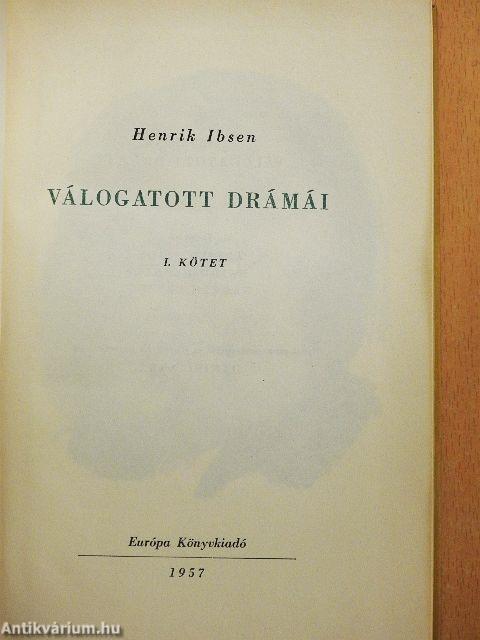 Henrik Ibsen
VÁLOGATOTT DRÁMÁI
I. KÖTET
Európa Könyvkiadó
1957
Antikvárium.hu